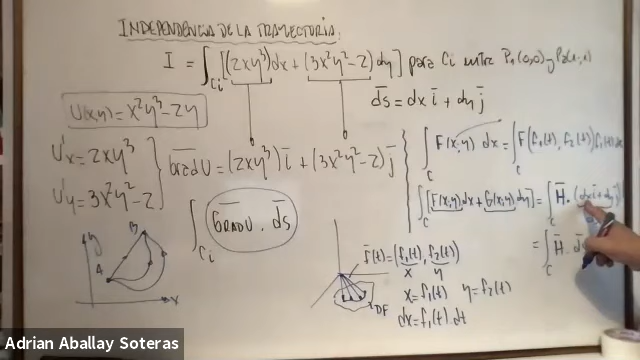 INDEPENDENCIA DE LA TRAYECTORIA:
I = ∫Ci [(2xy³)dx + (3x²y²-2)dy] para Ci entre P1(0,0) y P2(1,1)
ds = dx i + dy j
U(x,y) = x²y³-2y
U'x = 2xy³
U'y = 3x²y²-2
Grad U = (2xy³) i + (3x²y²-2) j
∫Ci GRAD U . ds
y
B
A
x
∫C F(x,y) dx = ∫F(f1(t), f2(t)) f1(t) dt
∫C [F(x,y)dx + G(x,y)dy] = ∫C H . (dx i + dy j)
= ∫C H . ds
r(t) = (f1(t), f2(t))
x y
x = f1(t) y = f2(t)
dx = f1(t) . dt
DF
Adrian Aballay Soteras